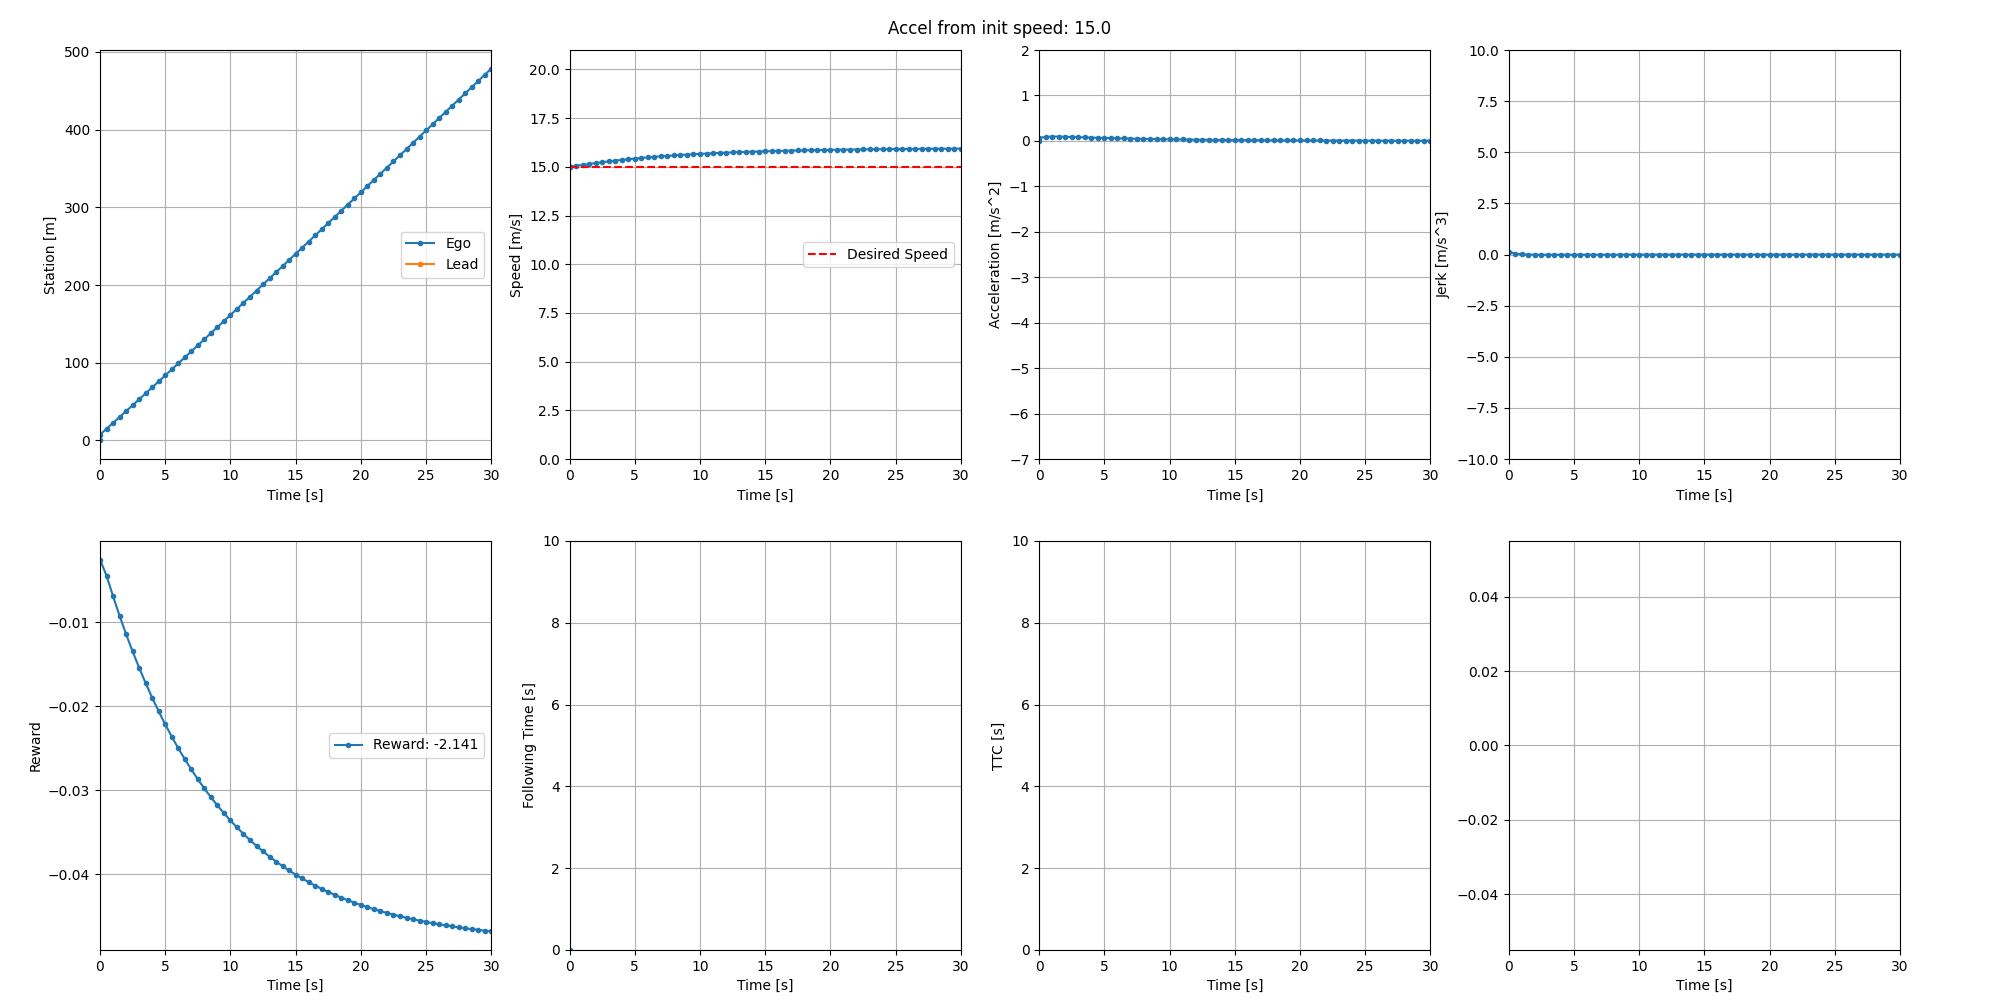 Accel from init speed: 15.0
500
400
300
200
100
0
Station [m]
Ego
Lead
0 5 10 15 20 25 30
Time [s]
20.0
17.5
15.0
12.5
10.0
7.5
5.0
2.5
0.0
Speed [m/s]
Desired Speed
0 5 10 15 20 25 30
Time [s]
2
1
0
−1
−2
−3
−4
−5
−6
−7
Acceleration [m/s^2]
0 5 10 15 20 25 30
Time [s]
10.0
7.5
5.0
2.5
0.0
−2.5
−5.0
−7.5
−10.0
Jerk [m/s^3]
0 5 10 15 20 25 30
Time [s]
−0.01
−0.02
−0.03
−0.04
Reward
Reward: -2.141
0 5 10 15 20 25 30
Time [s]
10
8
6
4
2
0
Following Time [s]
0 5 10 15 20 25 30
Time [s]
10
8
6
4
2
0
TTC [s]
0 5 10 15 20 25 30
Time [s]
0.04
0.02
0.00
−0.02
−0.04
0 5 10 15 20 25 30
Time [s]